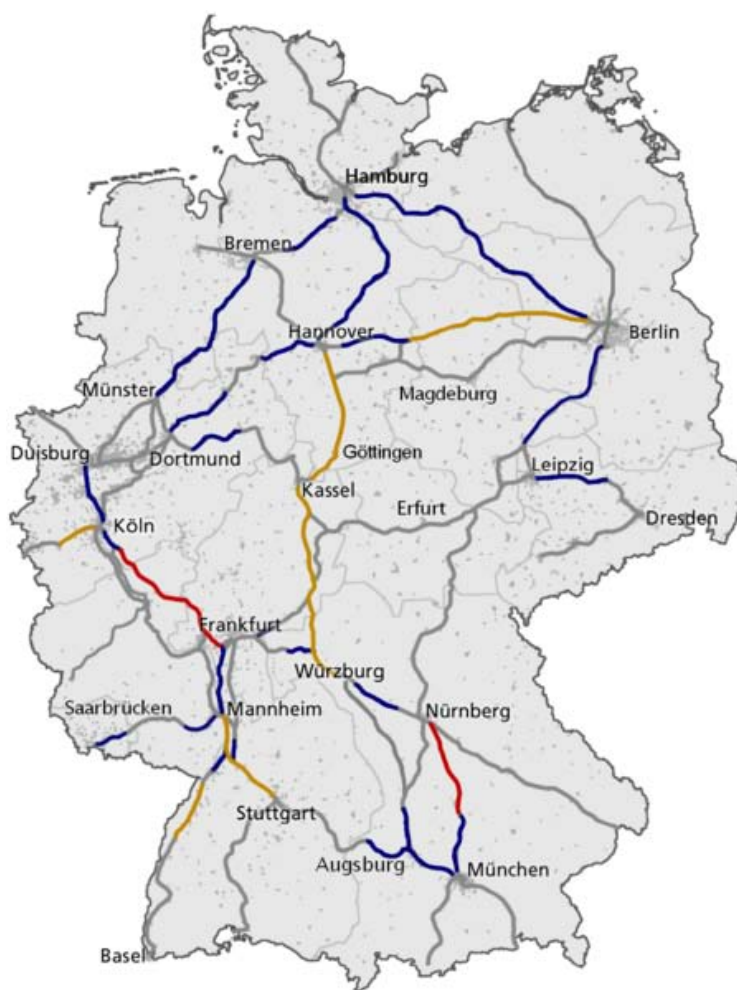 Hamburg
Bremen
Hannover
Berlin
Münster
Magdeburg
Duisburg
Dortmund
Göttingen
Leipzig
Kassel
Erfurt
Dresden
Köln
Frankfurt
Würzburg
Saarbrücken
Mannheim
Nürnberg
Stuttgart
Augsburg
München
Basel